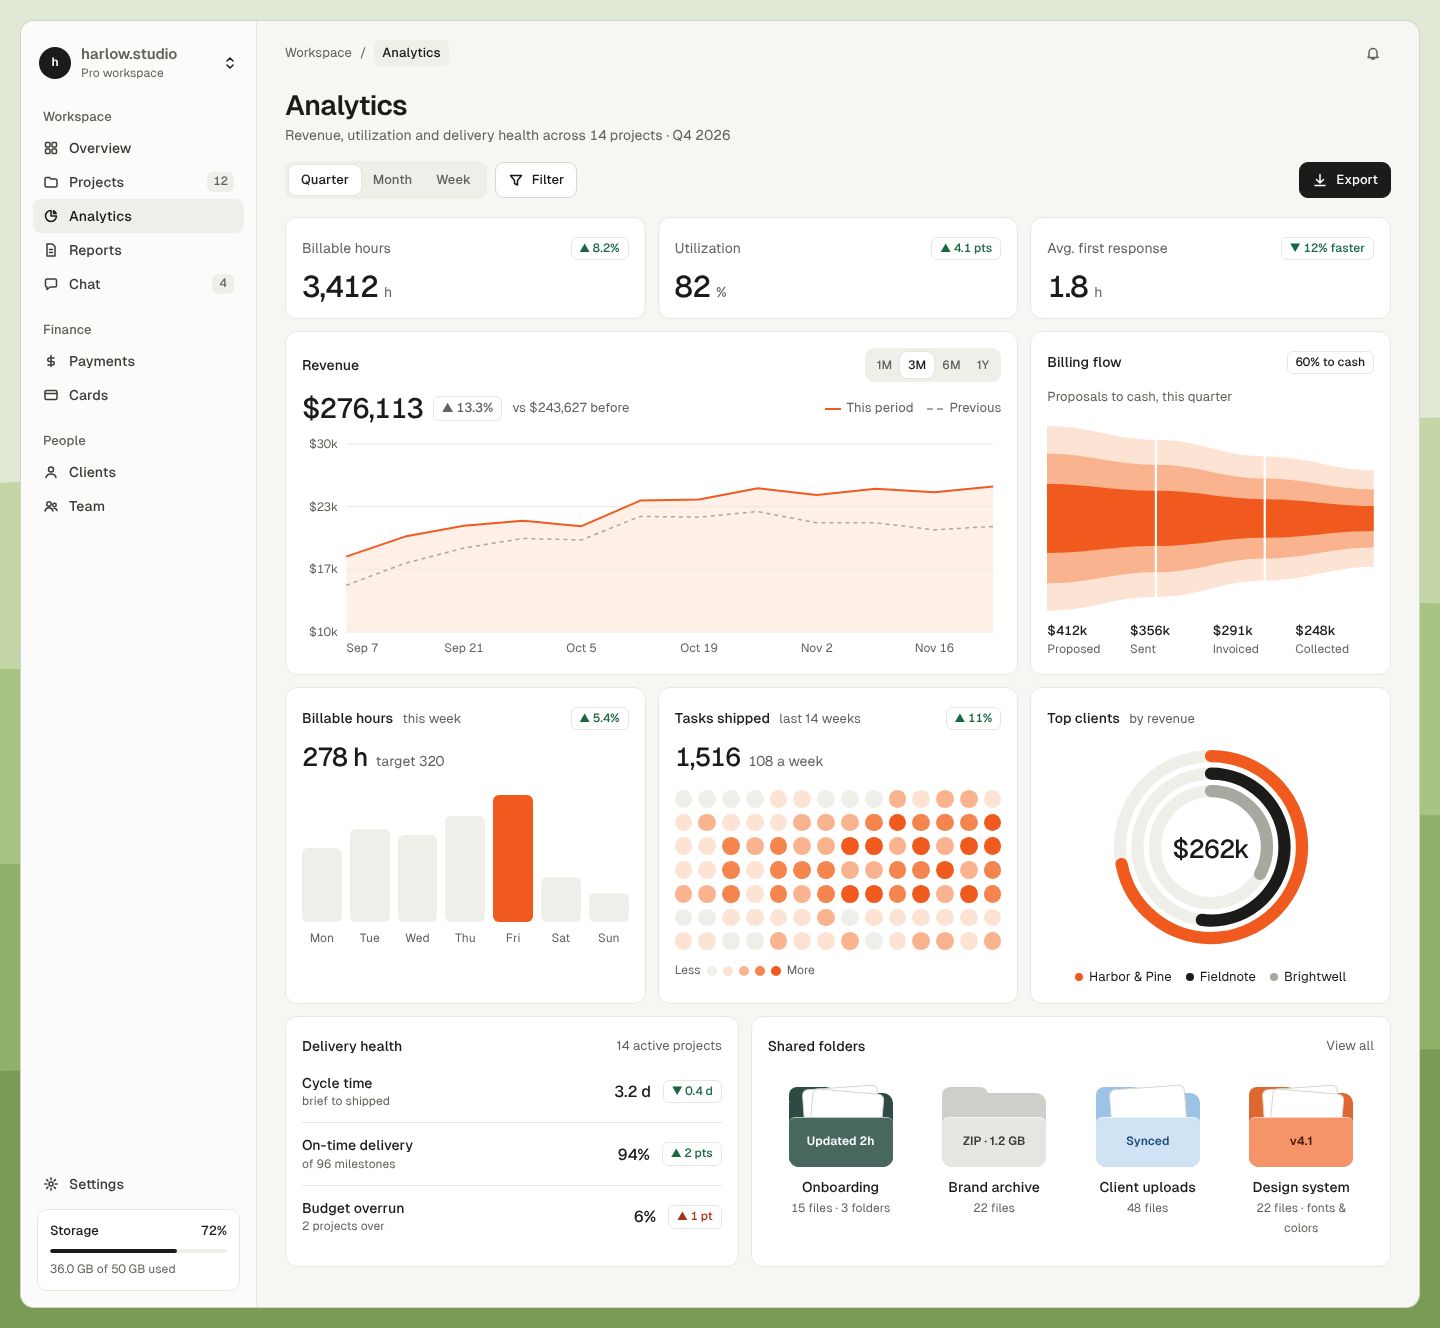 h
harlow.studio
Pro workspace
Workspace
Overview
Projects 12
Analytics
Reports
Chat 4
Finance
Payments
Cards
People
Clients
Team
Settings
Storage 72%
36.0 GB of 50 GB used
Workspace / Analytics
Analytics
Revenue, utilization and delivery health across 14 projects · Q4 2026
Quarter Month Week Filter Export
Billable hours ▲ 8.2%
3,412 h
Utilization ▲ 4.1 pts
82 %
Avg. first response ▼ 12% faster
1.8 h
Revenue 1M 3M 6M 1Y
$276,113 ▲ 13.3% vs $243,627 before This period Previous
$30k
$23k
$17k
$10k
Sep 7 Sep 21 Oct 5 Oct 19 Nov 2 Nov 16
Billing flow 60% to cash
Proposals to cash, this quarter
$412k $356k $291k $248k
Proposed Sent Invoiced Collected
Billable hours this week ▲ 5.4%
278 h target 320
Mon Tue Wed Thu Fri Sat Sun
Tasks shipped last 14 weeks ▲ 11%
1,516 108 a week
Less More
Top clients by revenue
$262k
Harbor & Pine Fieldnote Brightwell
Delivery health 14 active projects
Cycle time 3.2 d ▼ 0.4 d
brief to shipped
On-time delivery 94% ▲ 2 pts
of 96 milestones
Budget overrun 6% ▲ 1 pt
2 projects over
Shared folders View all
Updated 2h ZIP · 1.2 GB Synced v4.1
Onboarding Brand archive Client uploads Design system
15 files · 3 folders 22 files 48 files 22 files · fonts &
colors